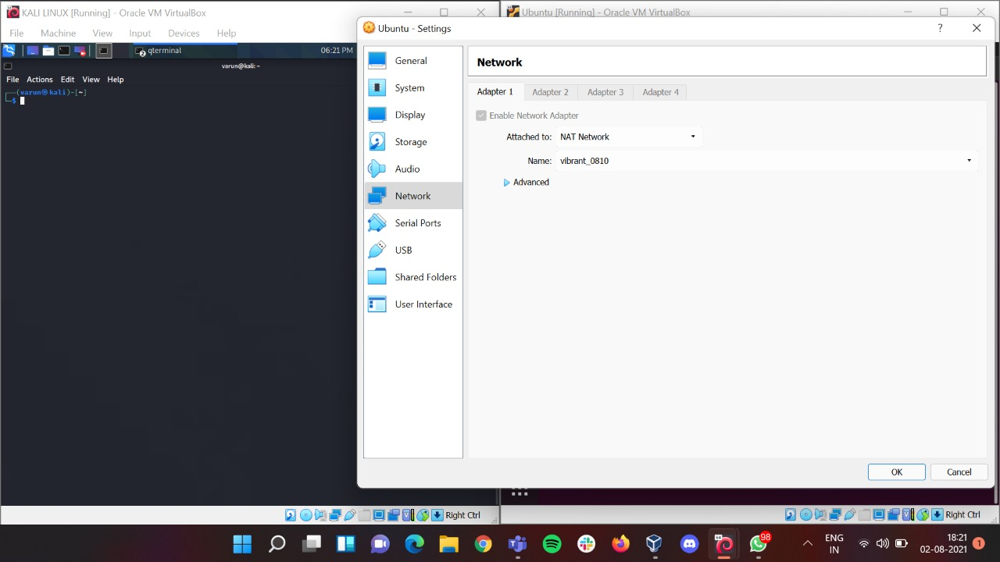 KALI LINUX [Running] - Oracle VM VirtualBox
File Machine View Input Devices Help
2 qterminal 06:21 PM
varun@kali: ~
File Actions Edit View Help
(varun㉿kali)-[~]
$
Ubuntu [Running] - Oracle VM VirtualBox
Ubuntu - Settings ?
General
System
Display
Storage
Audio
Network
Serial Ports
USB
Shared Folders
User Interface
Network
Adapter 1 Adapter 2 Adapter 3 Adapter 4
Enable Network Adapter
Attached to: NAT Network
Name: vibrant_0810
Advanced
OK Cancel
Right Ctrl
Right Ctrl
98
ENG
IN
18:21
02-08-2021
1